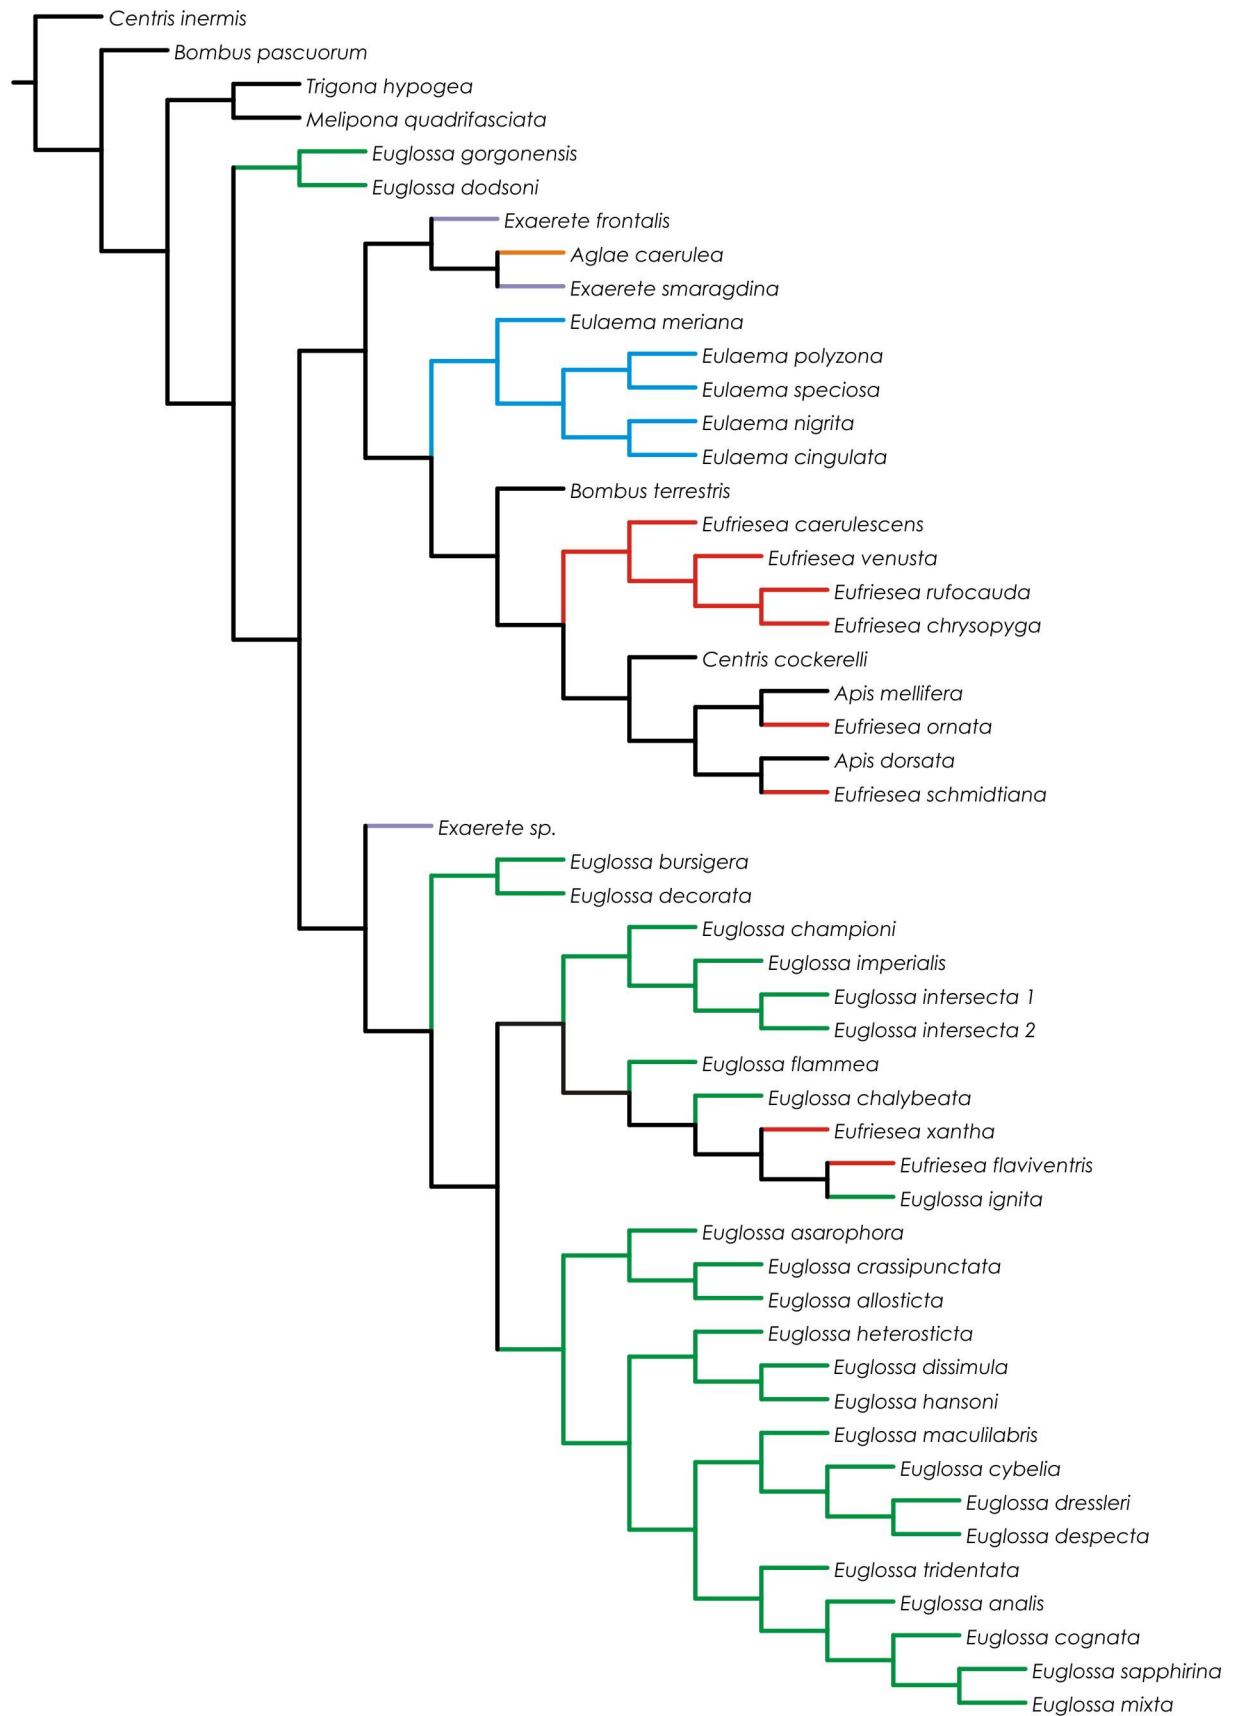 Centris inermis
Bombus pascuorum
Trigona hypogea
Melipona quadrifasciata
Euglossa gorgonensis
Euglossa dodsoni
Exaerete frontalis
Aglae caerulea
Exaerete smaragdina
Eulaema meriana
Eulaema polyzona
Eulaema speciosa
Eulaema nigrita
Eulaema cingulata
Bombus terrestris
Eufriesea caerulescens
Eufriesea venusta
Eufriesea rufocauda
Eufriesea chrysopyga
Centris cockerelli
Apis mellifera
Eufriesea ornata
Apis dorsata
Eufriesea schmidtiana
Exaerete sp.
Euglossa bursigera
Euglossa decorata
Euglossa championi
Euglossa imperialis
Euglossa intersecta 1
Euglossa intersecta 2
Euglossa flammea
Euglossa chalybeata
Eufriesea xantha
Eufriesea flaviventris
Euglossa ignita
Euglossa asarophora
Euglossa crassipunctata
Euglossa allosticta
Euglossa heterosticta
Euglossa dissimula
Euglossa hansoni
Euglossa maculilabris
Euglossa cybelia
Euglossa dressleri
Euglossa despecta
Euglossa tridentata
Euglossa analis
Euglossa cognata
Euglossa sapphirina
Euglossa mixta